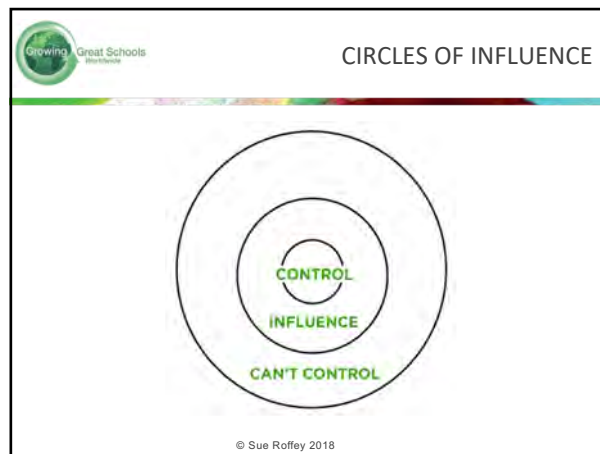 Growing Great Schools
Worldwide
CIRCLES OF INFLUENCE
CONTROL
INFLUENCE
CAN'T CONTROL
© Sue Roffey 2018